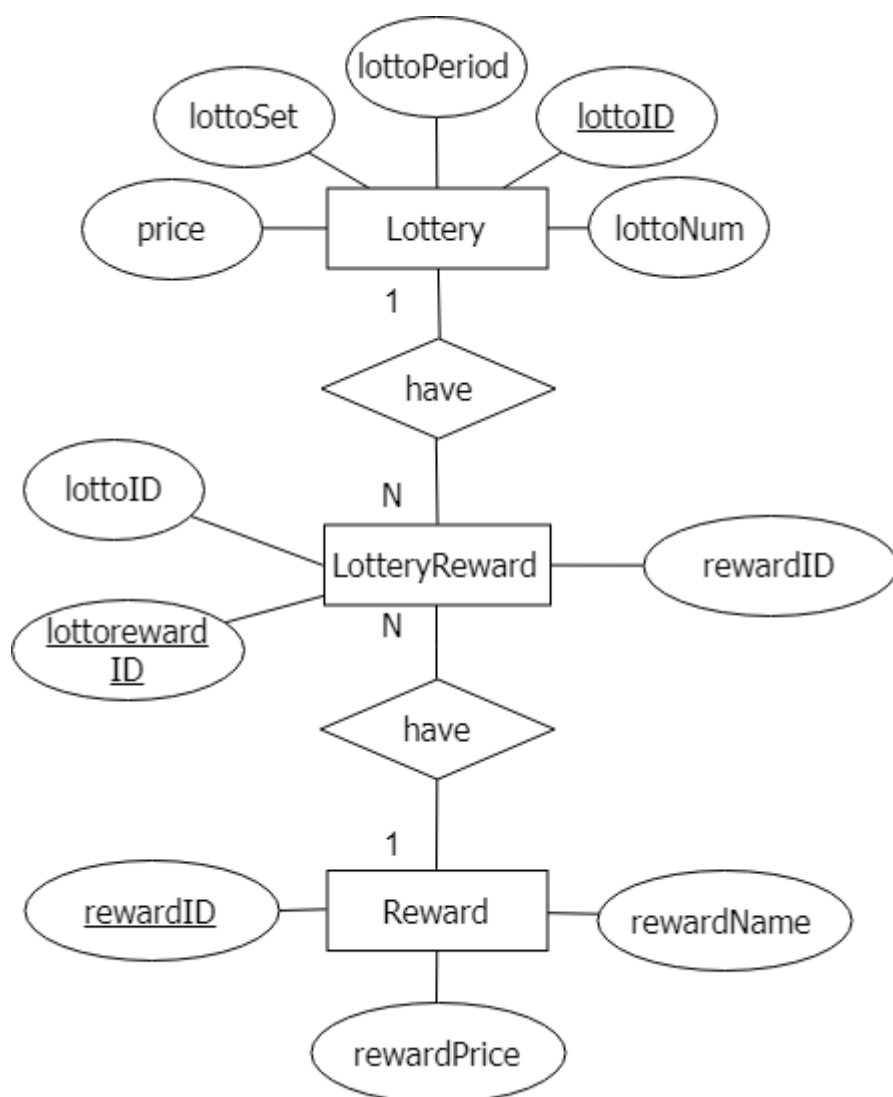 lottoPeriod
lottoSet
lottoID
price
Lottery
lottoNum
1
have
N
lottoID
LotteryReward
rewardID
lottoreward
ID
N
have
1
rewardID
Reward
rewardName
rewardPrice